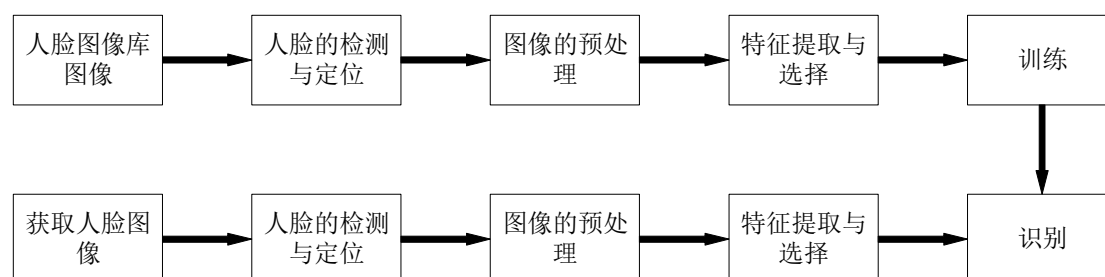 人脸图像库
图像
人脸的检测
与定位
图像的预处
理
特征提取与
选择
训练
获取人脸图
像
人脸的检测
与定位
图像的预处
理
特征提取与
选择
识别